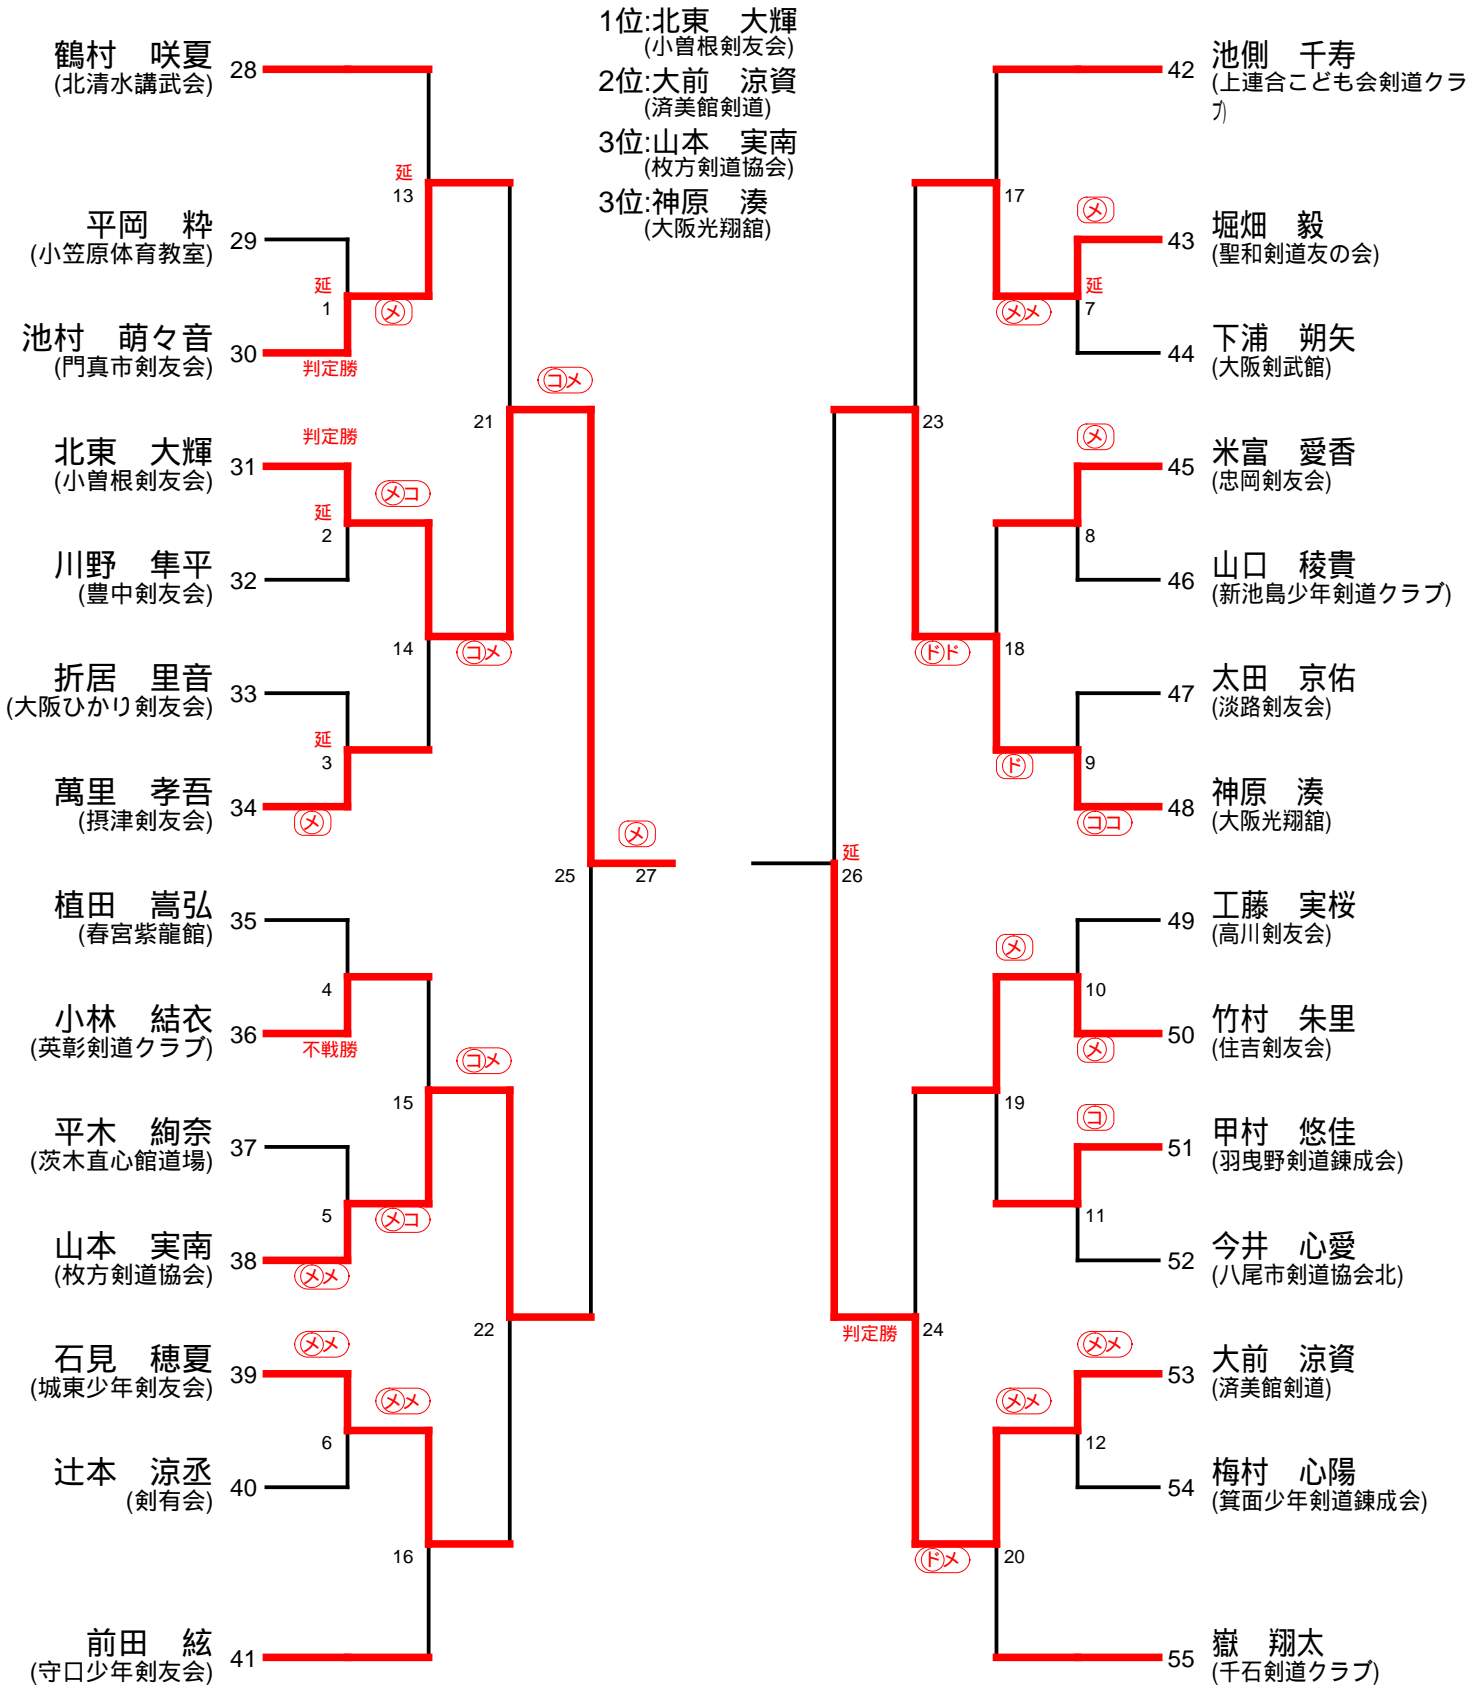 1位:北東　大輝
(小曽根剣友会)
2位:大前　涼資
(済美館剣道)
3位:山本　実南
(枚方剣道協会)
3位:神原　湊
(大阪光翔舘)
鶴村　咲夏
(北清水講武会)
28
延
13
平岡　粋
(小笠原体育教室)
29
延
1
メ
池村　萌々音
(門真市剣友会)
30
判定勝
コメ
21
判定勝
北東　大輝
(小曽根剣友会)
31
メコ
延
2
川野　隼平
(豊中剣友会)
32
14
コメ
折居　里音
(大阪ひかり剣友会)
33
延
3
萬里　孝吾
(摂津剣友会)
34
メ
メ
25
27
植田　嵩弘
(春宮紫龍館)
35
4
小林　結衣
(英彰剣道クラブ)
36
不戦勝
コメ
15
平木　絢奈
(茨木直心館道場)
37
5
メコ
山本　実南
(枚方剣道協会)
38
メメ
22
メメ
石見　穂夏
(城東少年剣友会)
39
メメ
6
辻本　涼丞
(剣有会)
40
16
前田　絃
(守口少年剣友会)
41
42
池側　千寿
(上連合こども会剣道クラ
ブ)
17
メ
43
堀畑　毅
(聖和剣道友の会)
延
7
メメ
44
下浦　朔矢
(大阪剣武館)
23
メ
45
米富　愛香
(忠岡剣友会)
8
46
山口　稜貴
(新池島少年剣道クラブ)
ドド
18
47
太田　京佑
(淡路剣友会)
ド
9
48
神原　湊
(大阪光翔舘)
ココ
延
26
49
工藤　実桜
(高川剣友会)
メ
10
50
竹村　朱里
(住吉剣友会)
メ
19
コ
51
甲村　悠佳
(羽曳野剣道錬成会)
11
52
今井　心愛
(八尾市剣道協会北)
判定勝
24
メメ
53
大前　涼資
(済美館剣道)
メメ
12
54
梅村　心陽
(箕面少年剣道錬成会)
ドメ
20
55
嶽　翔太
(千石剣道クラブ)